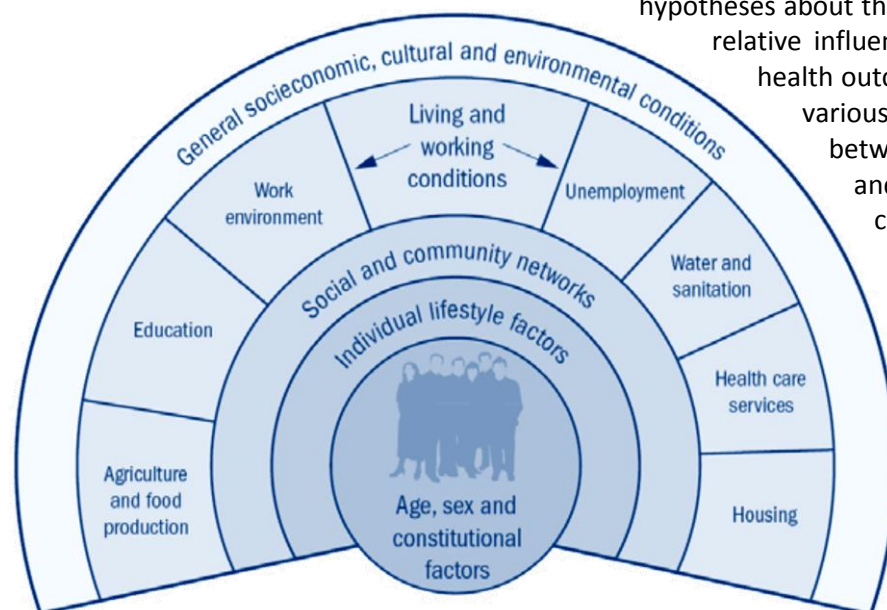 hypotheses about th
relative influen
health outc
various
betw
and
c
General socieconomic, cultural and environmental conditions
Living and
working
conditions
Work
environment
Unemployment
Education
Water and
sanitation
Agriculture
and food
production
Health care
services
Housing
Social and community networks
Individual lifestyle factors
Age, sex and
constitutional
factors